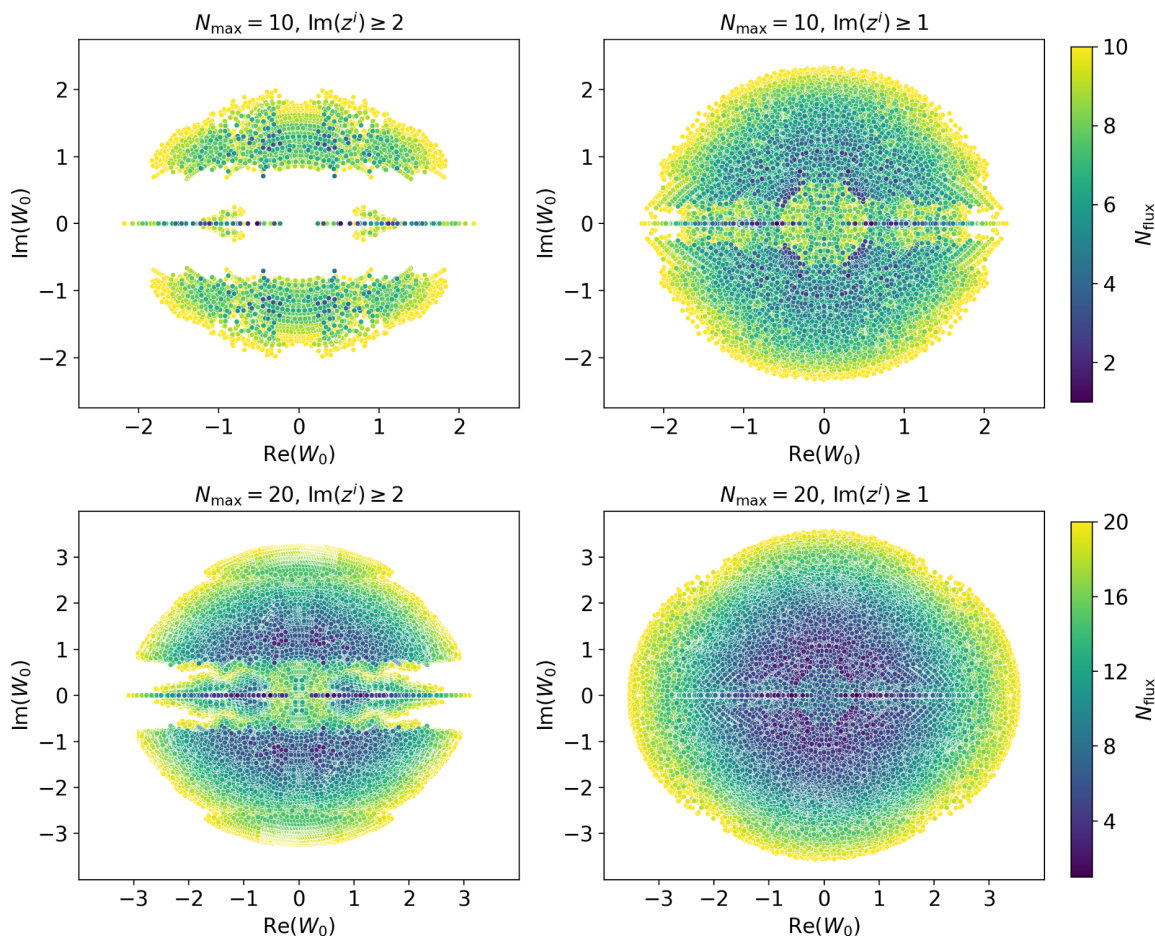 N_max = 10, Im(z^i) ≥ 2
2
1
0
−1
−2
Im(W_0)
−2 −1 0 1 2
Re(W_0)
N_max = 10, Im(z^i) ≥ 1
2
1
0
−1
−2
Im(W_0)
−2 −1 0 1 2
Re(W_0)
10
8
6
4
2
N_flux
N_max = 20, Im(z^i) ≥ 2
3
2
1
0
−1
−2
−3
Im(W_0)
−3 −2 −1 0 1 2 3
Re(W_0)
N_max = 20, Im(z^i) ≥ 1
3
2
1
0
−1
−2
−3
Im(W_0)
−3 −2 −1 0 1 2 3
Re(W_0)
20
16
12
8
4
N_flux